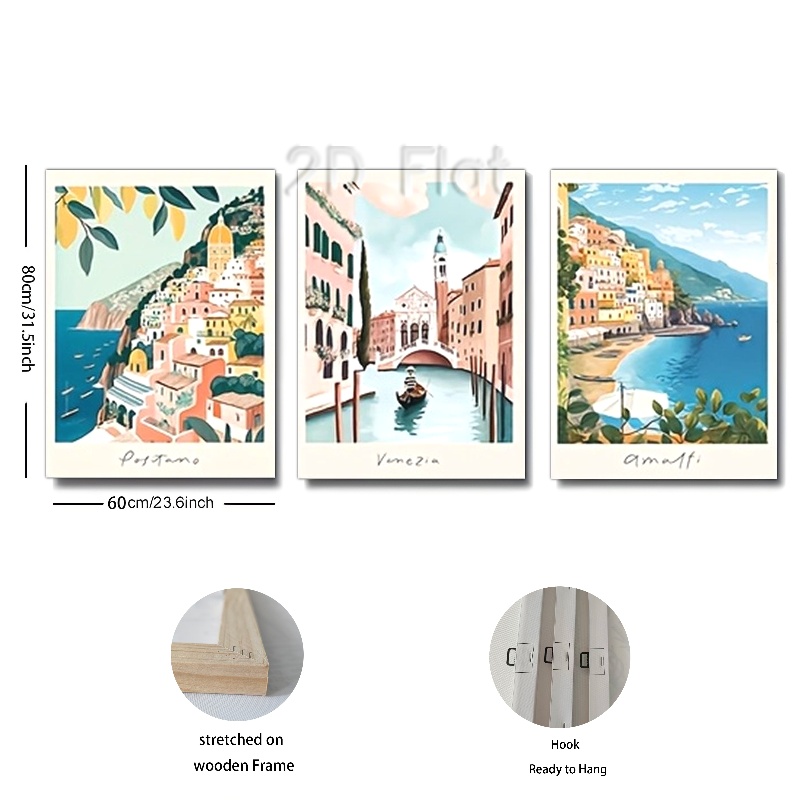 2D Flat
80cm/31.5inch
Positano
Venezia
amalfi
60cm/23.6inch
stretched on
wooden Frame
Hook
Ready to Hang